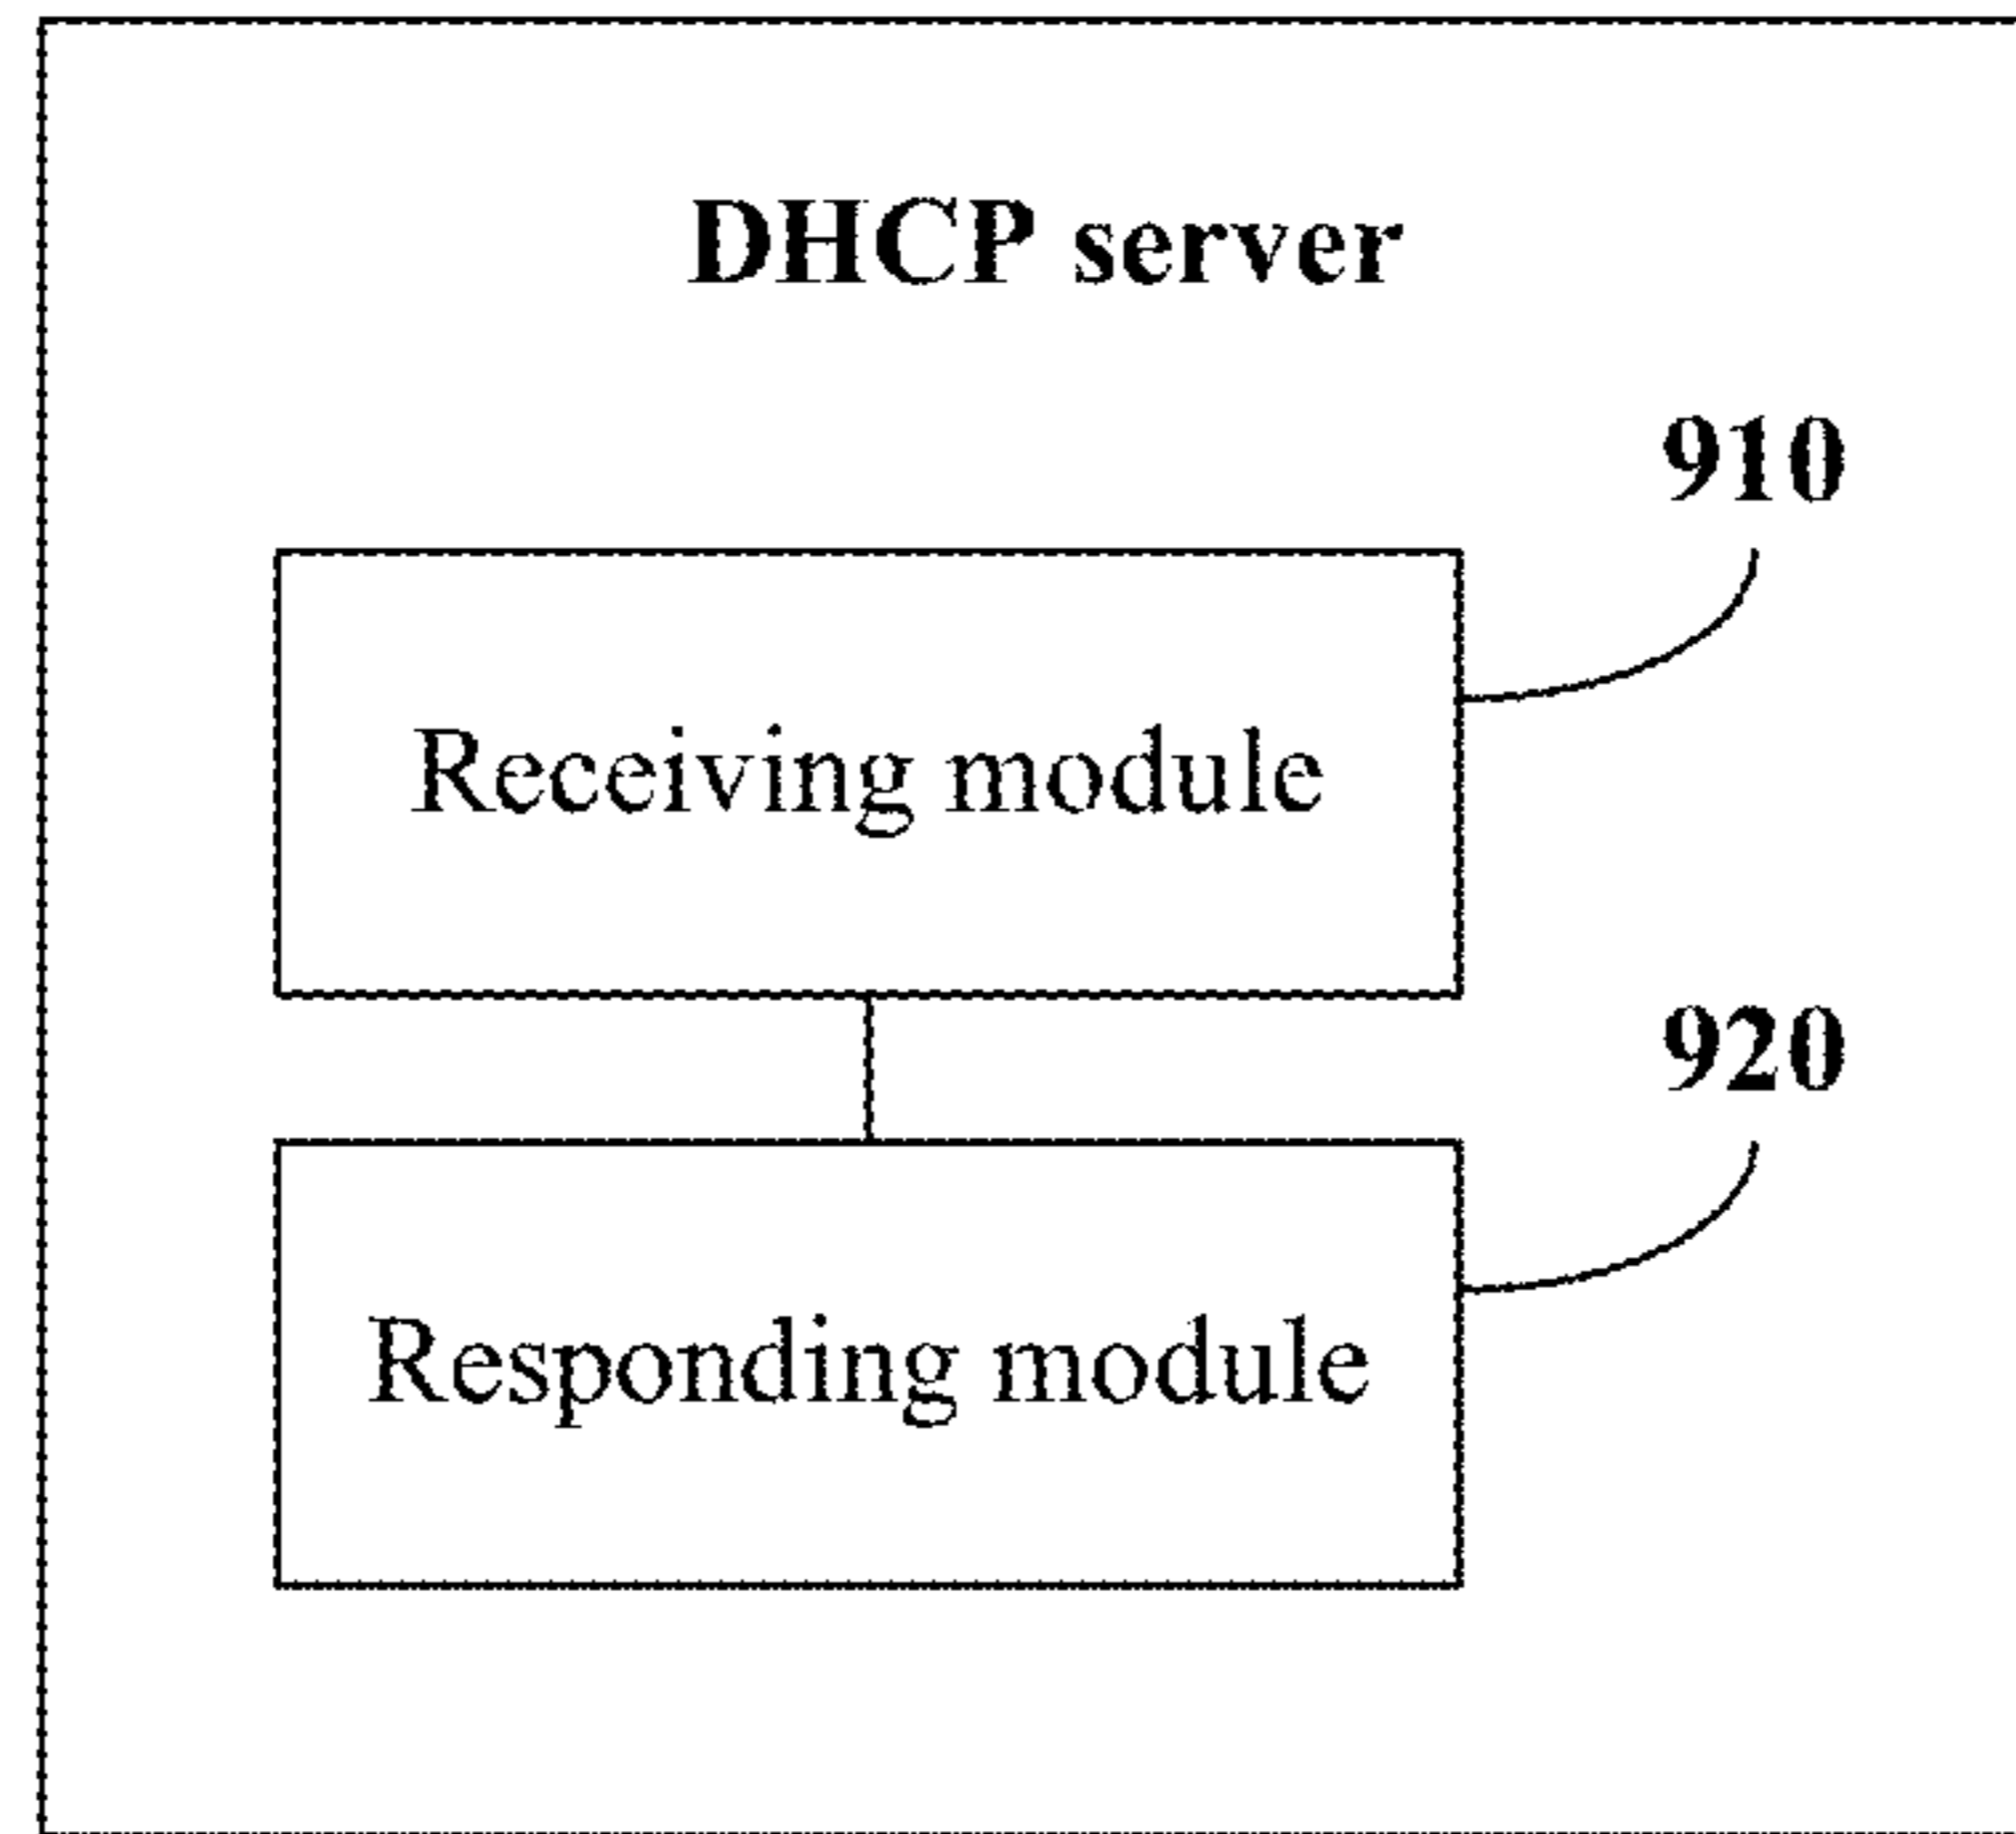 DHCP server
910
Receiving module
920
Responding module